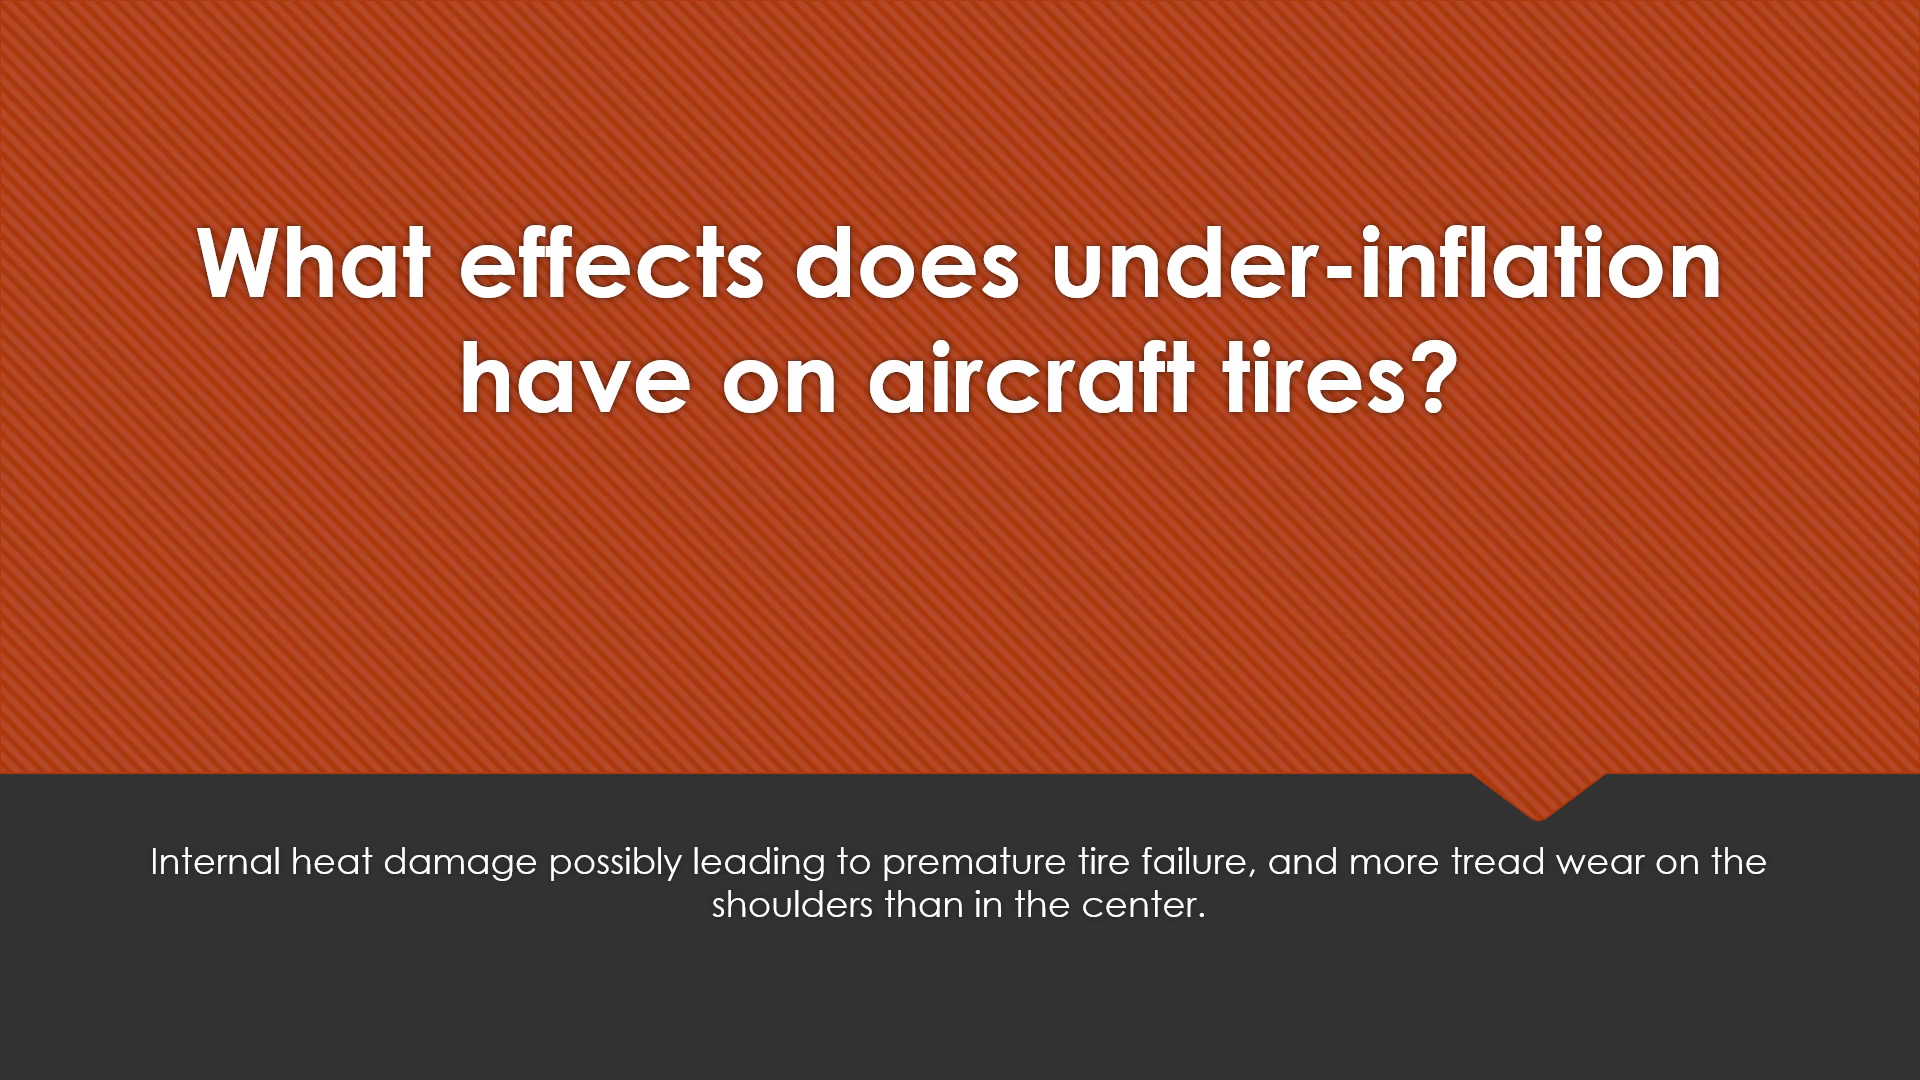 What effects does under-inflation
have on aircraft tires?
Internal heat damage possibly leading to premature tire failure, and more tread wear on the
shoulders than in the center.